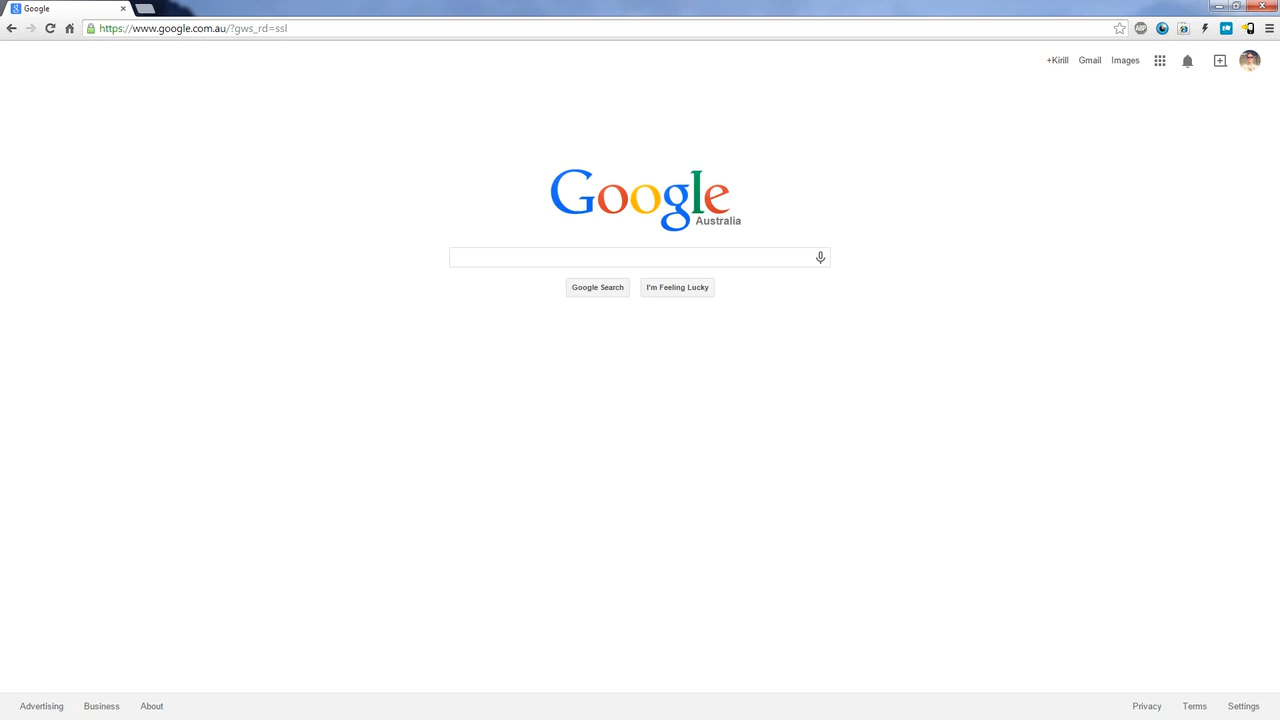 Google
https://www.google.com.au/?gws_rd=ssl
ABP
+Kirill Gmail Images
Google
Australia
Google Search I'm Feeling Lucky
Advertising Business About Privacy Terms Settings